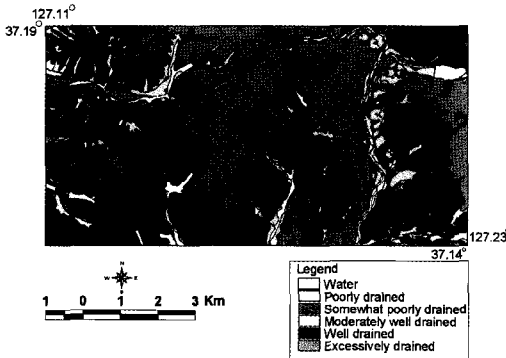 127.11°
37.19°
127.23
37.14°
N
W E
S
1 0 1 2 3 Km
Legend
Water
Poorly drained
Somewhat poorly drained
Moderately well drained
Well drained
Excessively drained